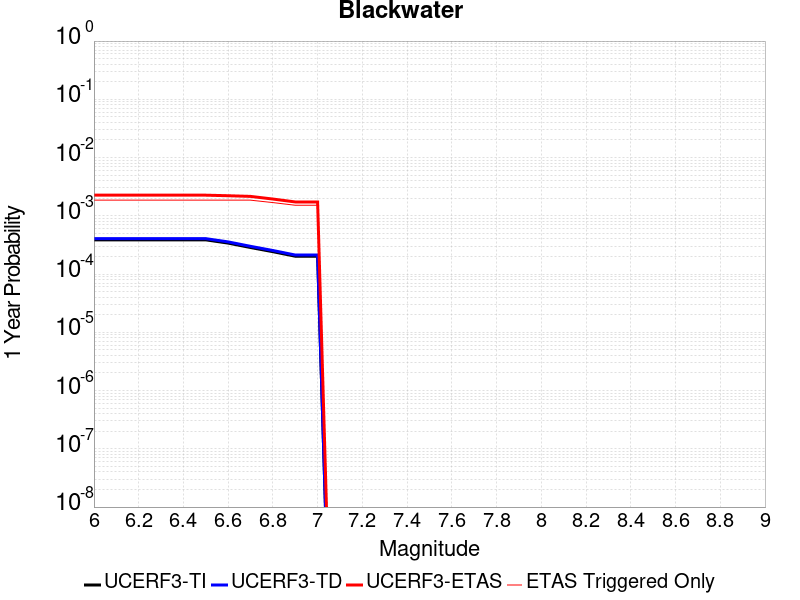 Blackwater
1 Year Probability
10^0
10^-1
10^-2
10^-3
10^-4
10^-5
10^-6
10^-7
10^-8
6 6.2 6.4 6.6 6.8 7 7.2 7.4 7.6 7.8 8 8.2 8.4 8.6 8.8 9
Magnitude
UCERF3-TI UCERF3-TD UCERF3-ETAS ETAS Triggered Only